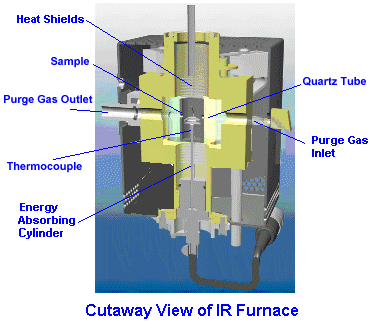 Heat Shields
Sample
Quartz Tube
Purge Gas Outlet
Purge Gas
Inlet
Thermocouple
Energy
Absorbing
Cylinder
Cutaway View of IR Furnace